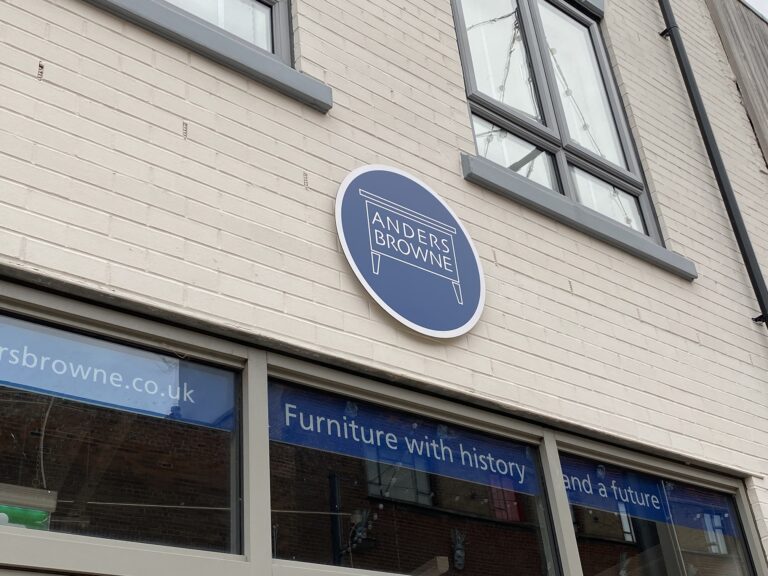 ANDERS
BROWNE
rsbrowne.co.uk
Furniture with history
and a future